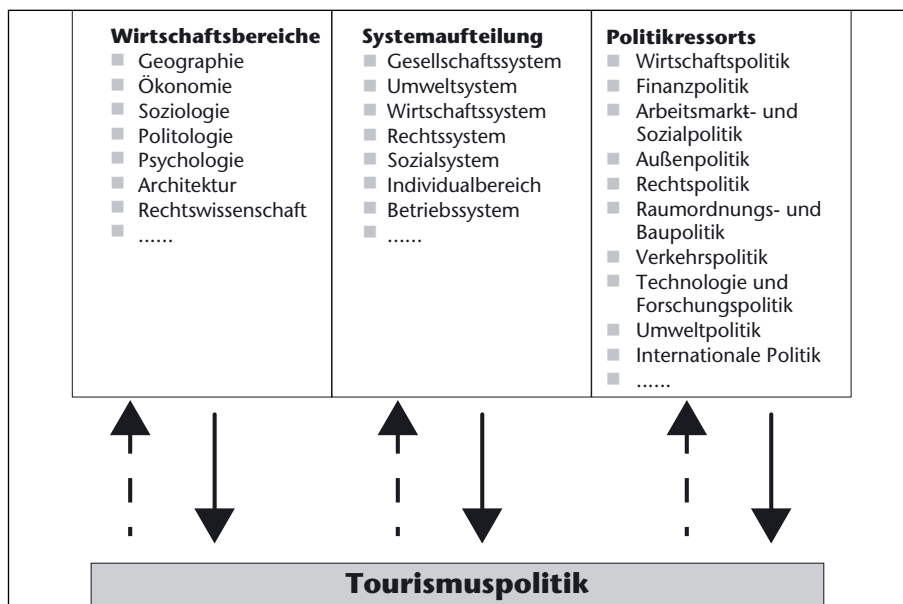 Wirtschaftsbereiche
Geographie
Ökonomie
Soziologie
Politologie
Psychologie
Architektur
Rechtswissenschaft
......
Systemaufteilung
Gesellschaftssystem
Umweltsystem
Wirtschaftssystem
Rechtssystem
Sozialsystem
Individualbereich
Betriebssystem
......
Politikressorts
Wirtschaftspolitik
Finanzpolitik
Arbeitsmarkt- und
Sozialpolitik
Außenpolitik
Rechtspolitik
Raumordnungs- und
Baupolitik
Verkehrspolitik
Technologie und
Forschungspolitik
Umweltpolitik
Internationale Politik
......
Tourismuspolitik